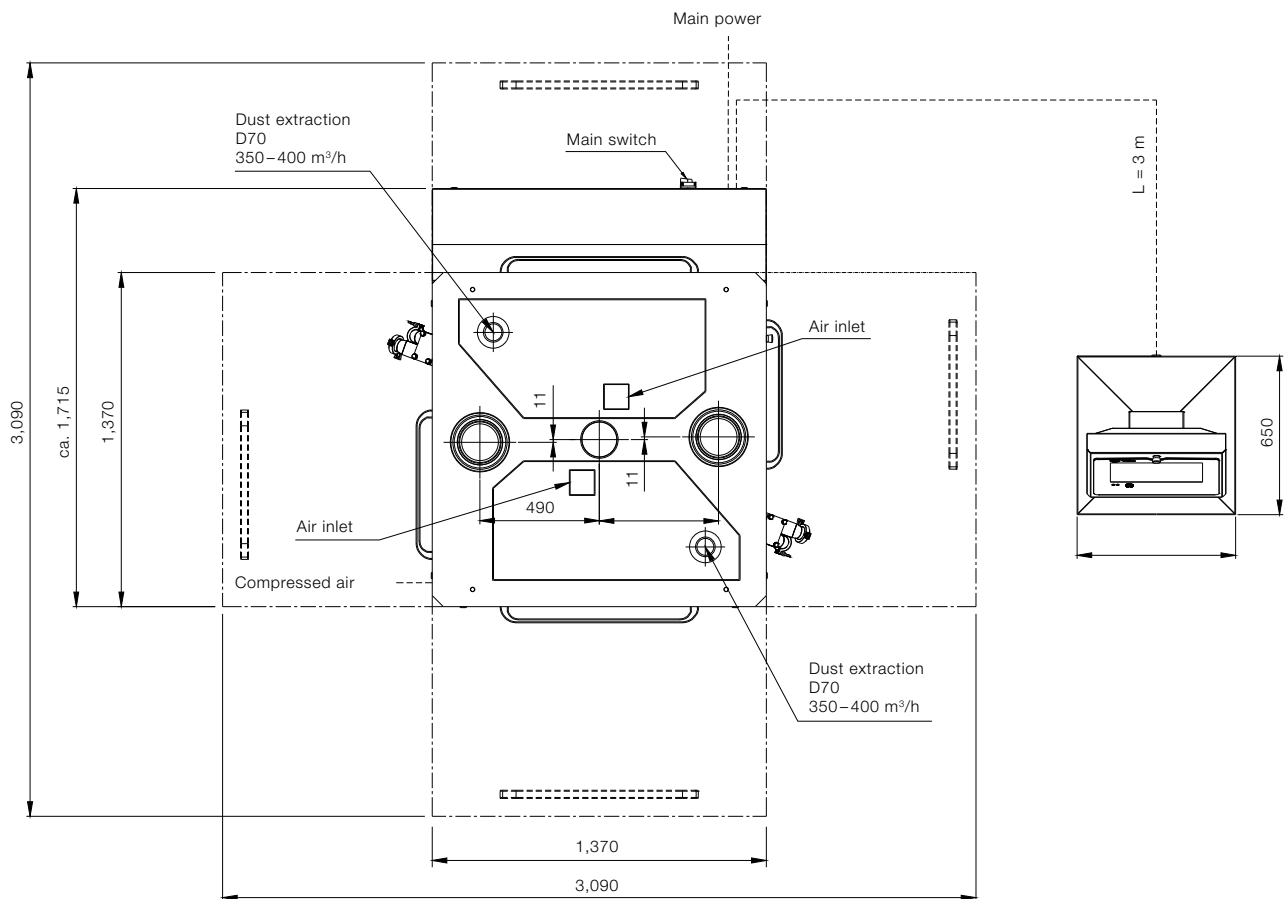 Main power
Dust extraction
D70
350–400 m³/h
Main switch
L = 3 m
3,090
ca. 1,715
1,370
Air inlet
11
11
490
650
Air inlet
Compressed air
Dust extraction
D70
350–400 m³/h
1,370
3,090